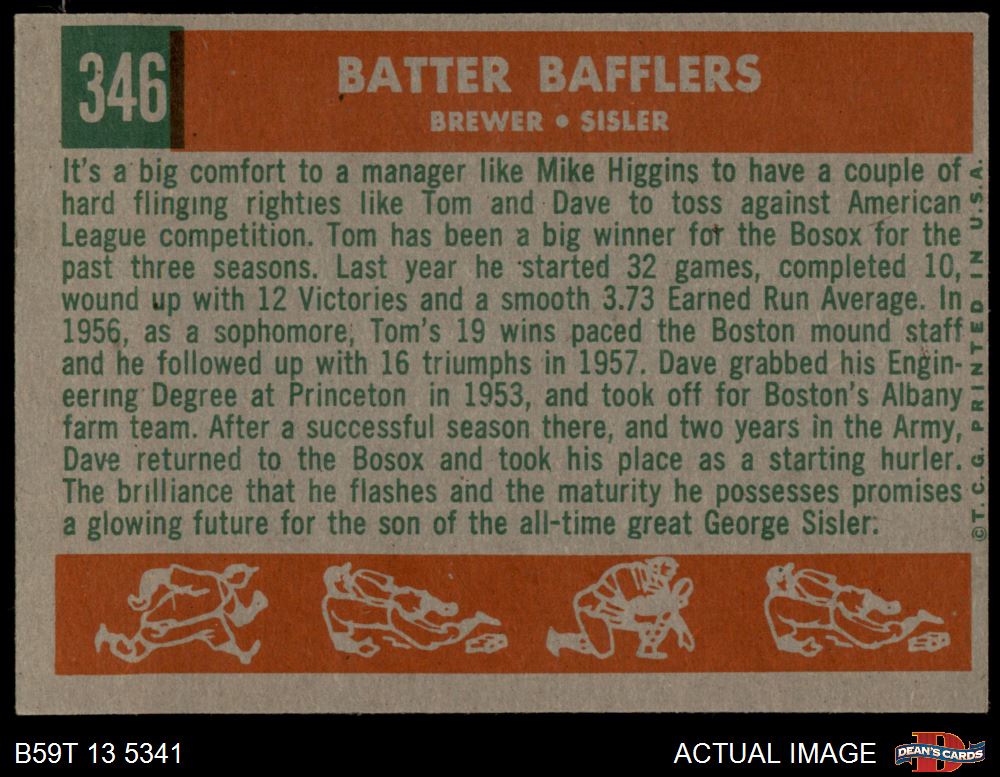 346
BATTER BAFFLERS
BREWER • SISLER
It's a big comfort to a manager like Mike Higgins to have a couple of
hard flinging righties like Tom and Dave to toss against American
League competition. Tom has been a big winner for the Bosox for the
past three seasons. Last year he started 32 games, completed 10,
wound up with 12 Victories and a smooth 3.73 Earned Run Average. In
1956, as a sophomore, Tom's 19 wins paced the Boston mound staff
and he followed up with 16 triumphs in 1957. Dave grabbed his Engin-
eering Degree at Princeton in 1953, and took off for Boston's Albany
farm team. After a successful season there, and two years in the Army,
Dave returned to the Bosox and took his place as a starting hurler.
The brilliance that he flashes and the maturity he possesses promises
a glowing future for the son of the all-time great George Sisler.
©T. C. G. PRINTED IN U.S.A.
B59T 13 5341
ACTUAL IMAGE
D
DEAN'S CARDS